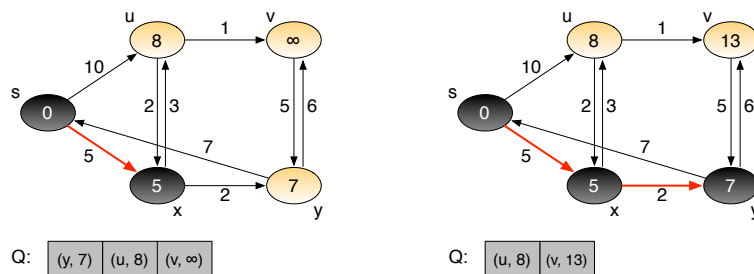 u v
8 1 ∞
10
s
0 2 3 5 6
7
5
5 2 7
x y
Q: (y, 7) (u, 8) (v, ∞)
u v
8 1 13
10
s
0 2 3 5 6
7
5
5 2 7
x y
Q: (u, 8) (v, 13)